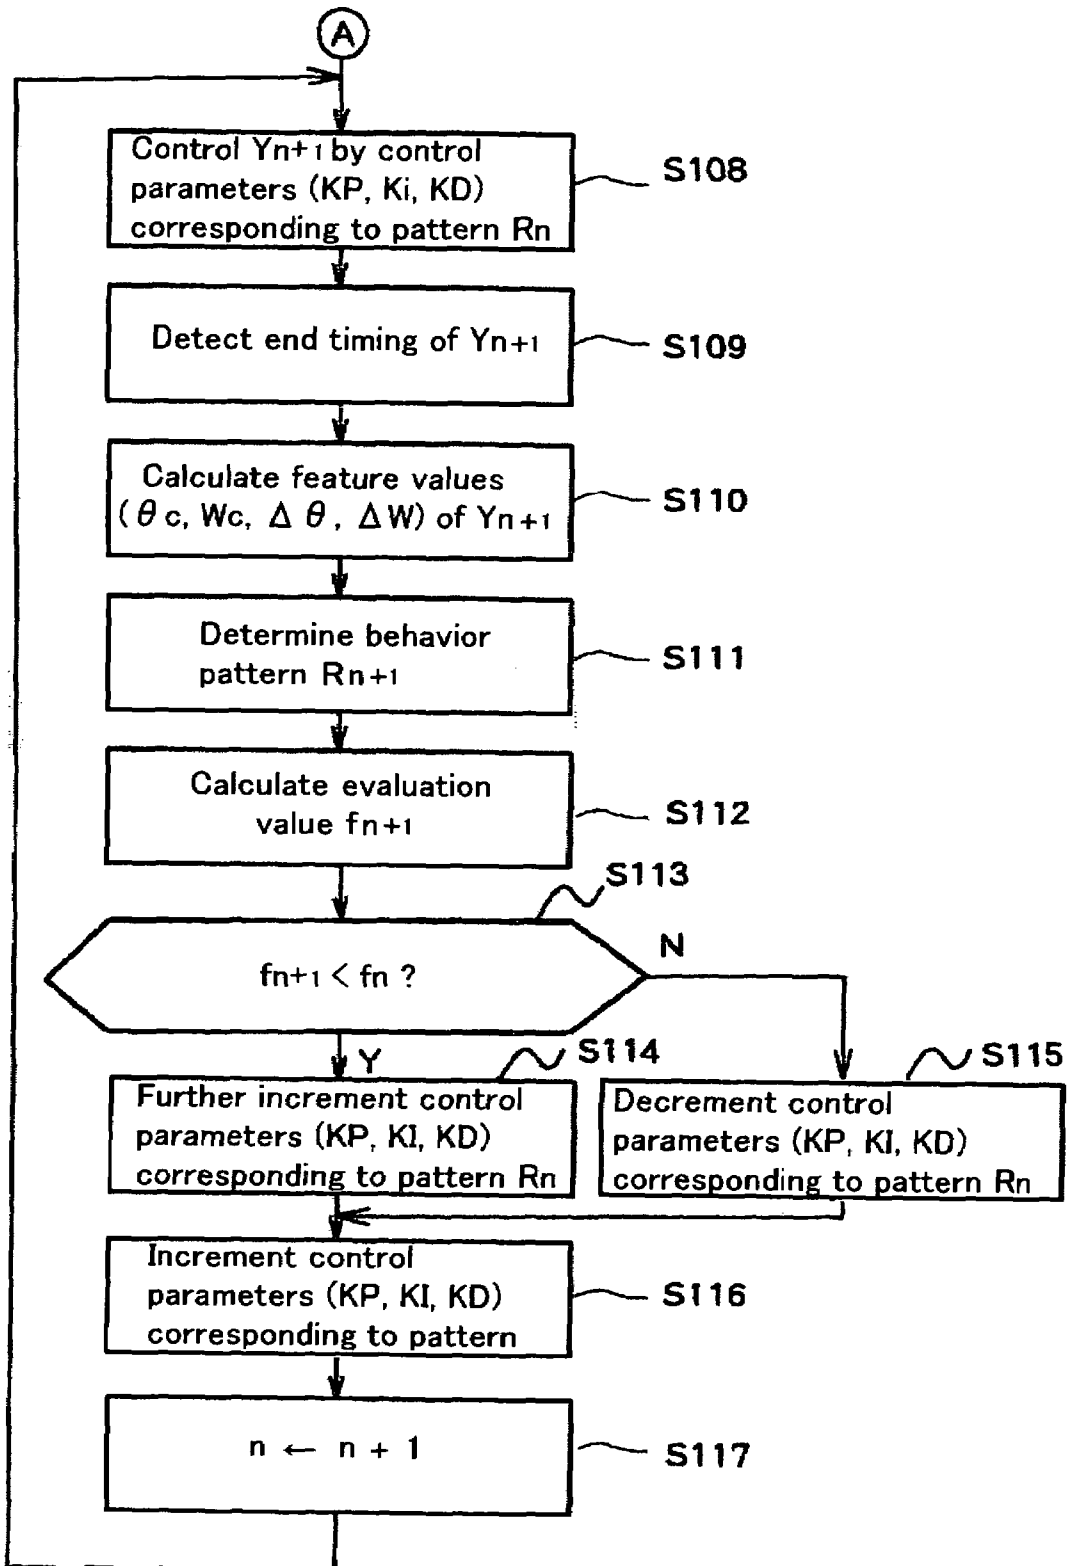 A
Control Yn+1 by control
parameters (KP, Ki, KD)
corresponding to pattern Rn
S108
Detect end timing of Yn+1
S109
Calculate feature values
(θc, Wc, Δθ, ΔW) of Yn+1
S110
Determine behavior
pattern Rn+1
S111
Calculate evaluation
value fn+1
S112
S113
fn+1 < fn ?
N
Y
S114
Further increment control
parameters (KP, KI, KD)
corresponding to pattern Rn
S115
Decrement control
parameters (KP, KI, KD)
corresponding to pattern Rn
Increment control
parameters (KP, KI, KD)
corresponding to pattern
S116
n ← n + 1
S117